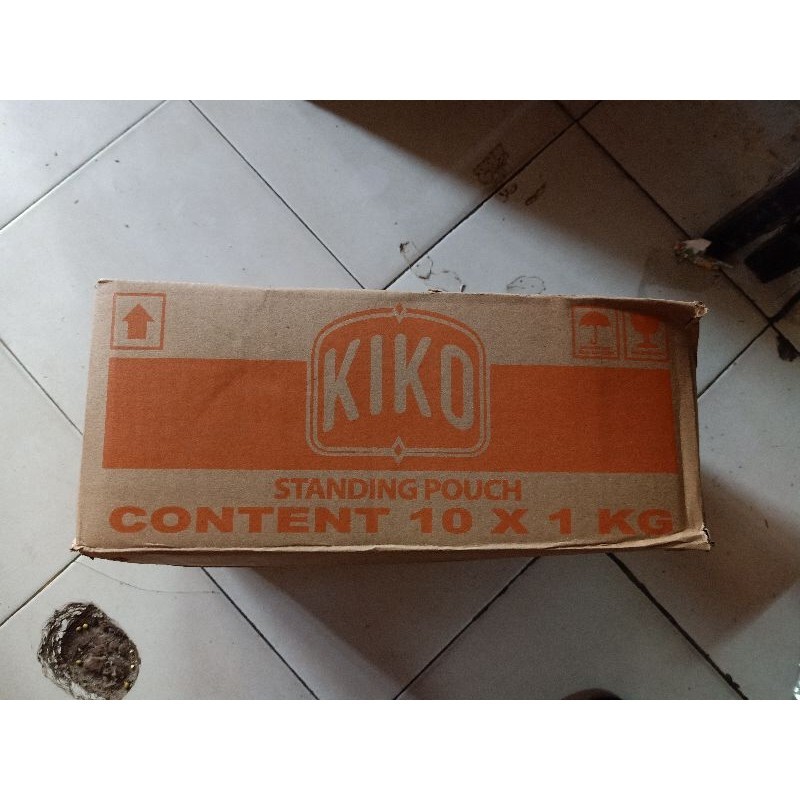 KIKO
STANDING POUCH
CONTENT 10 X 1 KG